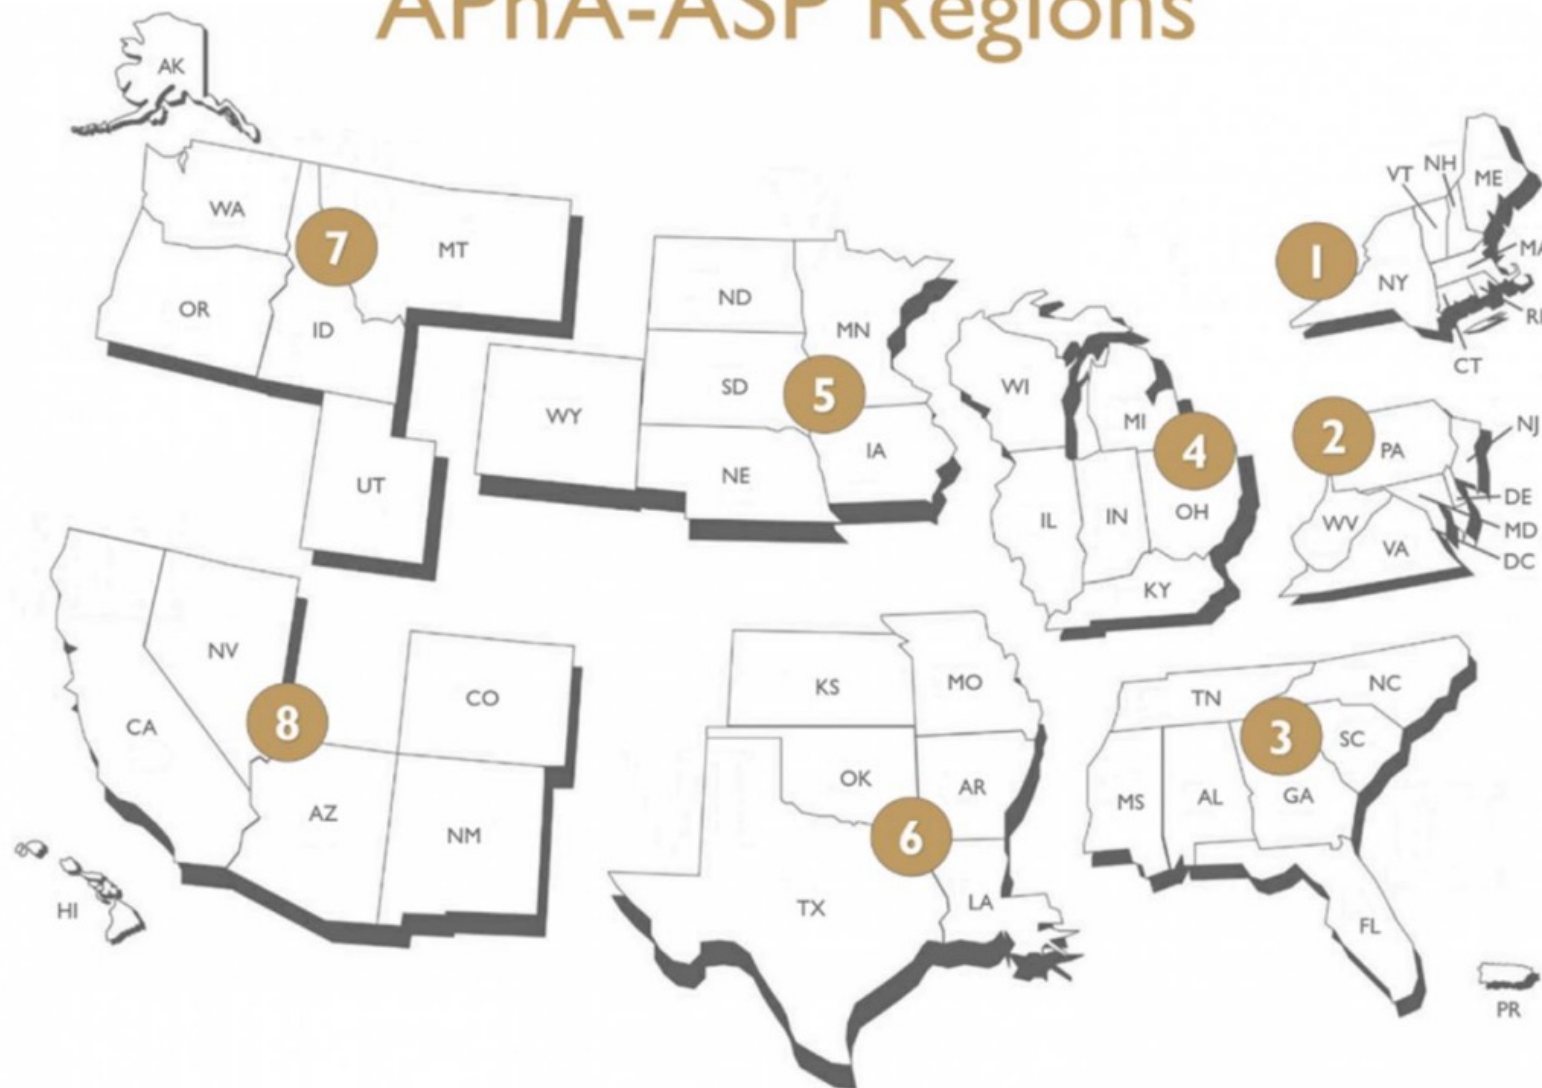 APhA-ASP Regions
AK
WA
7
MT
OR
ID
UT
WY
ND
MN
SD
5
NE
IA
WI
MI
4
IL
IN
OH
KY
VT
NH
ME
1
NY
MA
RI
CT
2
PA
NJ
DE
MD
DC
WV
VA
NV
CA
8
CO
AZ
NM
HI
KS
MO
OK
AR
6
TX
LA
TN
NC
3
SC
MS
AL
GA
FL
PR